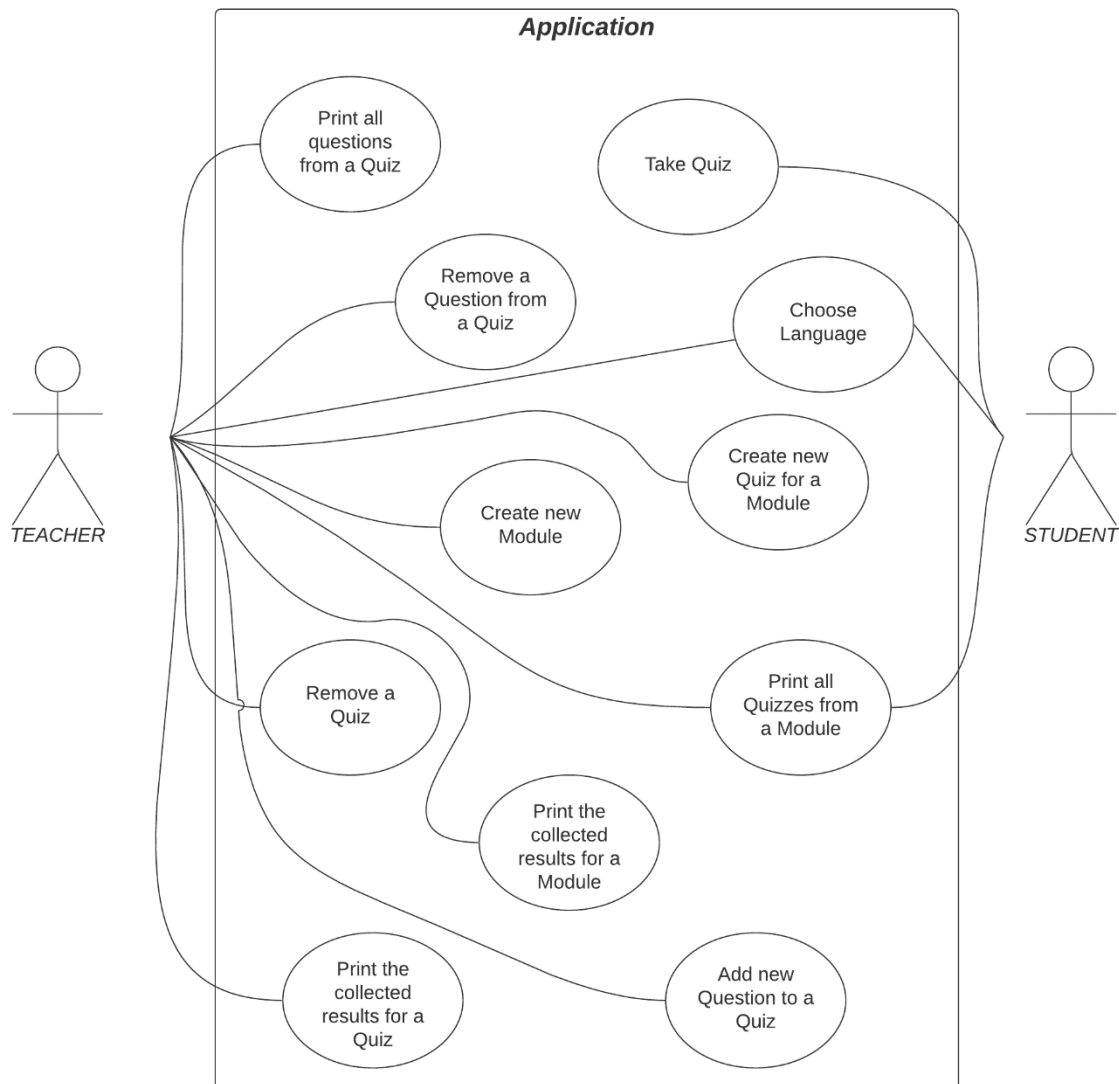 Application
Print all
questions
from a Quiz
Take Quiz
Remove a
Question from
a Quiz
Choose
Language
TEACHER
STUDENT
Create new
Quiz for a
Module
Create new
Module
Remove a
Quiz
Print all
Quizzes from
a Module
Print the
collected
results for a
Module
Print the
collected
results for a
Quiz
Add new
Question to a
Quiz